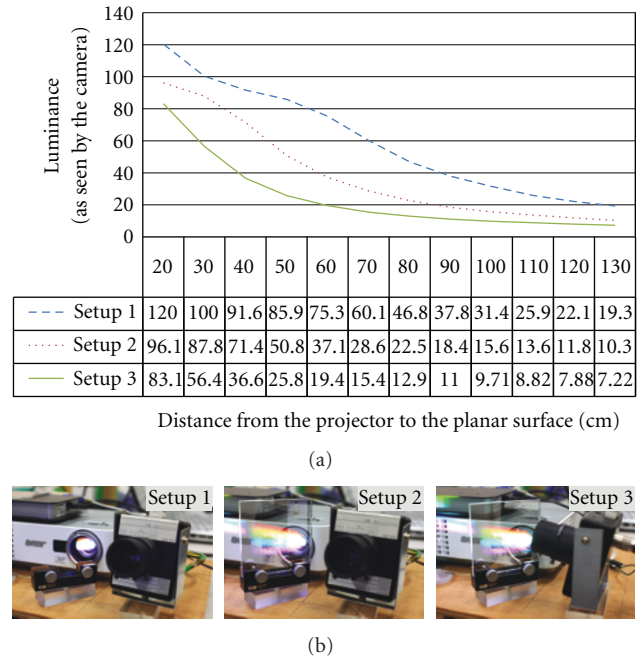 140
120
100
80
60
40
20
0
Luminance
(as seen by the camera)
20 30 40 50 60 70 80 90 100 110 120 130
Setup 1 120 100 91.6 85.9 75.3 60.1 46.8 37.8 31.4 25.9 22.1 19.3
Setup 2 96.1 87.8 71.4 50.8 37.1 28.6 22.5 18.4 15.6 13.6 11.8 10.3
Setup 3 83.1 56.4 36.6 25.8 19.4 15.4 12.9 11 9.71 8.82 7.88 7.22
Distance from the projector to the planar surface (cm)
(a)
Setup 1
Setup 2
Setup 3
(b)